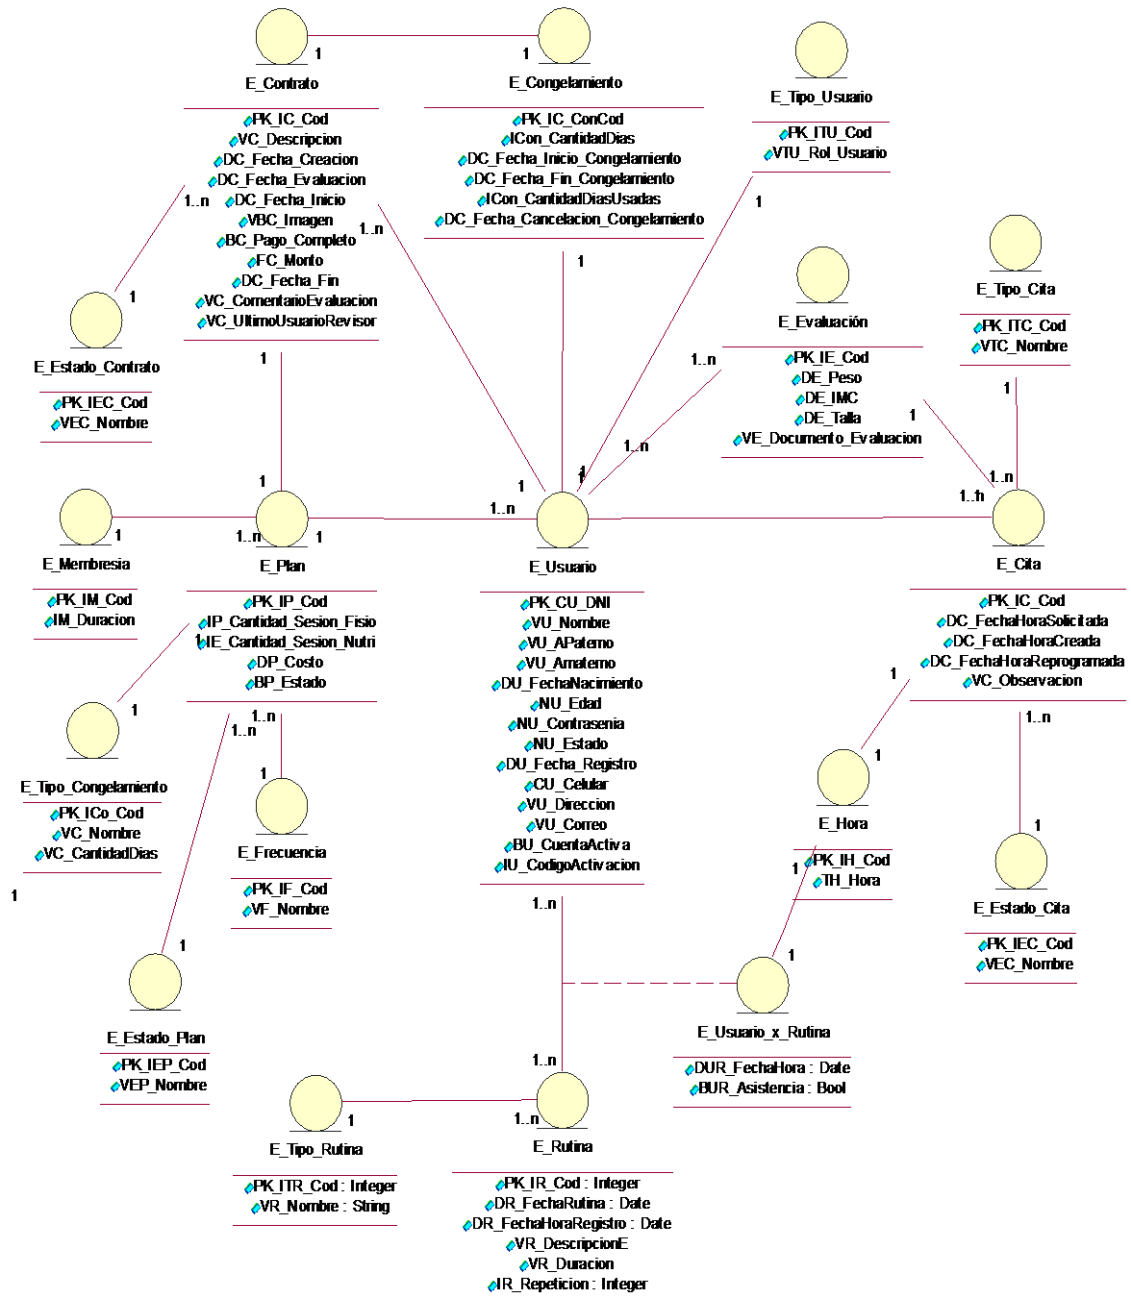 1
1
E_Contrato
E_Congelamiento
E_Tipo_Usuario
PK_IC_Cod
VC_Descripcion
DC_Fecha_Creacion
DC_Fecha_Evaluacion
DC_Fecha_Inicio
VBC_Imagen
BC_Pago_Completo
FC_Monto
DC_Fecha_Fin
VC_ComentarioEvaluacion
VC_UltimoUsuarioRevisor
PK_IC_ConCod
ICon_CantidadDias
DC_Fecha_Inicio_Congelamiento
DC_Fecha_Fin_Congelamiento
ICon_CantidadDiasUsadas
DC_Fecha_Cancelacion_Congelamiento
PK_ITU_Cod
VTU_Rol_Usuario
1..n
1..n
1
1
1
E_Tipo_Cita
PK_ITC_Cod
VTC_Nombre
E_Evaluación
PK_IE_Cod
DE_Peso
DE_IMC
DE_Talla
VE_Documento_Evaluacion
E_Estado_Contrato
PK_IEC_Cod
VEC_Nombre
1
1..n
1
1
1..n
1
1
1
1
1..n
1..n
1..n
1
1..n
1
E_Membresia
PK_IM_Cod
IM_Duracion
E_Plan
PK_IP_Cod
IP_Cantidad_Sesion_Fisio
IE_Cantidad_Sesion_Nutri
DP_Costo
BP_Estado
E_Usuario
PK_CU_DNI
VU_Nombre
VU_APaterno
VU_Amaterno
DU_FechaNacimiento
NU_Edad
NU_Contrasenia
NU_Estado
DU_Fecha_Registro
CU_Celular
VU_Direccion
VU_Correo
BU_CuentaActiva
IU_CodigoActivacion
E_Cita
PK_IC_Cod
DC_FechaHoraSolicitada
DC_FechaHoraCreada
DC_FechaHoraReprogramada
VC_Observacion
1
1
1
1..n
1..n
1..n
E_Tipo_Congelamiento
PK_ICo_Cod
VC_Nombre
VC_CantidadDias
1
1
E_Frecuencia
PK_IF_Cod
VF_Nombre
1
E_Hora
PK_IH_Cod
TH_Hora
1
1
E_Estado_Cita
PK_IEC_Cod
VEC_Nombre
1
1..n
1
1
E_Estado_Plan
PK_IEP_Cod
VEP_Nombre
E_Usuario_x_Rutina
DUR_FechaHora : Date
BUR_Asistencia : Bool
1..n
1
1..n
E_Tipo_Rutina
PK_ITR_Cod : Integer
VR_Nombre : String
E_Rutina
PK_IR_Cod : Integer
DR_FechaRutina : Date
DR_FechaHoraRegistro : Date
VR_DescripcionE
VR_Duracion
IR_Repeticion : Integer